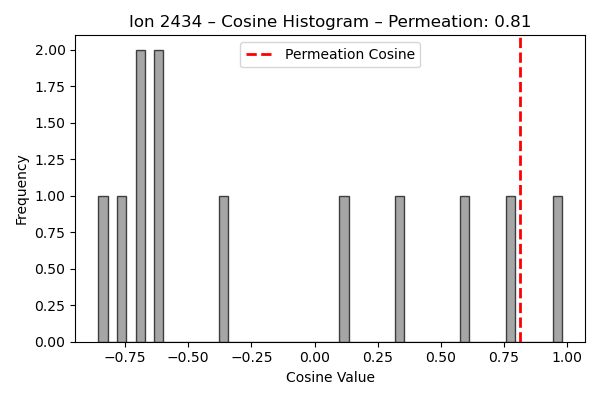 Ion 2434 – Cosine Histogram – Permeation: 0.81
Permeation Cosine
2.00
1.75
1.50
1.25
1.00
0.75
0.50
0.25
0.00
Frequency
−0.75 −0.50 −0.25 0.00 0.25 0.50 0.75 1.00
Cosine Value